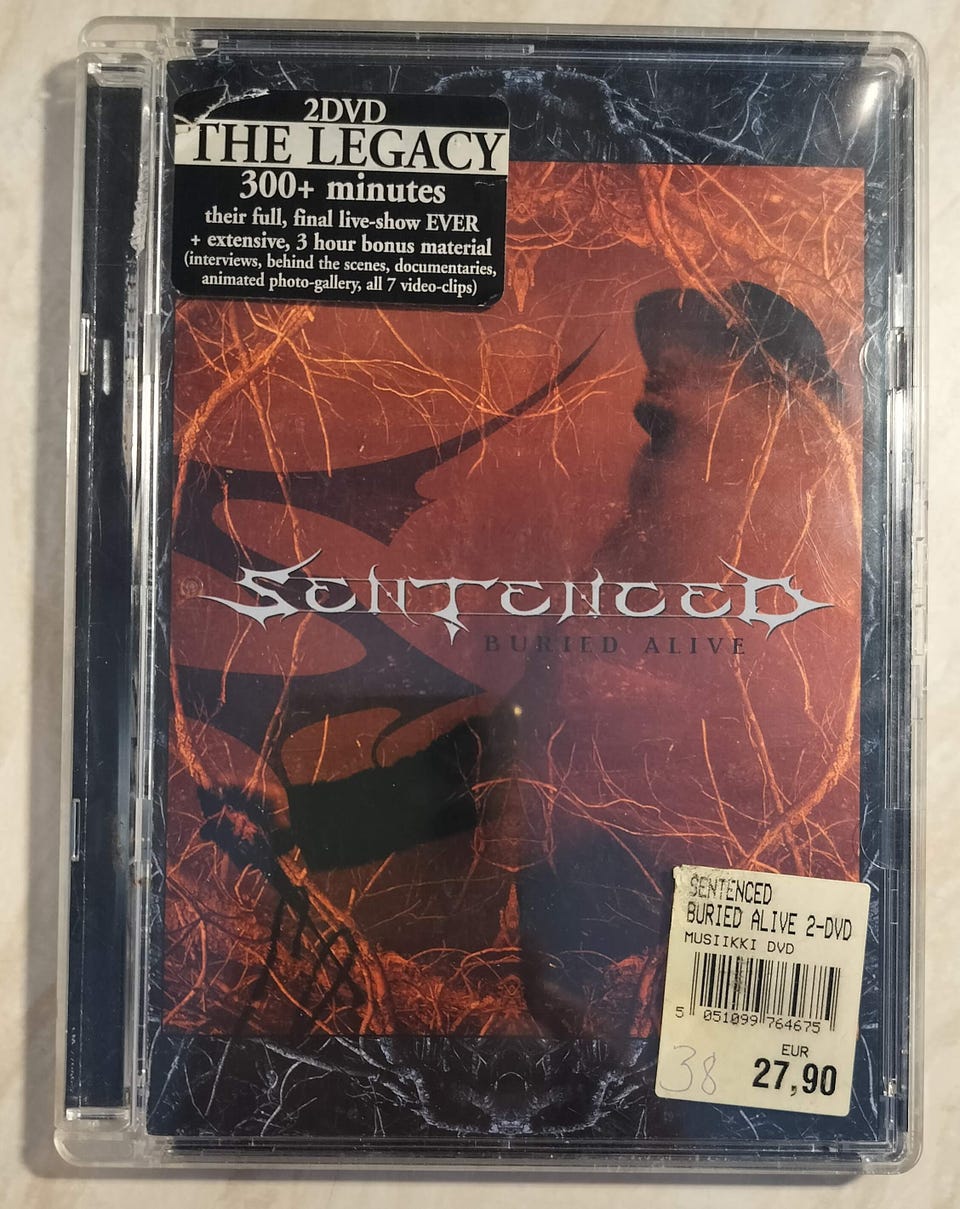 2DVD
THE LEGACY
300+ minutes
their full, final live-show EVER
+ extensive, 3 hour bonus material
(interviews, behind the scenes, documentaries,
animated photo-gallery, all 7 video-clips)
SENTENCED
BURIED ALIVE
SENTENCED
BURIED ALIVE 2-DVD
MUSIIKKI DVD
5 051099 764675
EUR
38 27,90